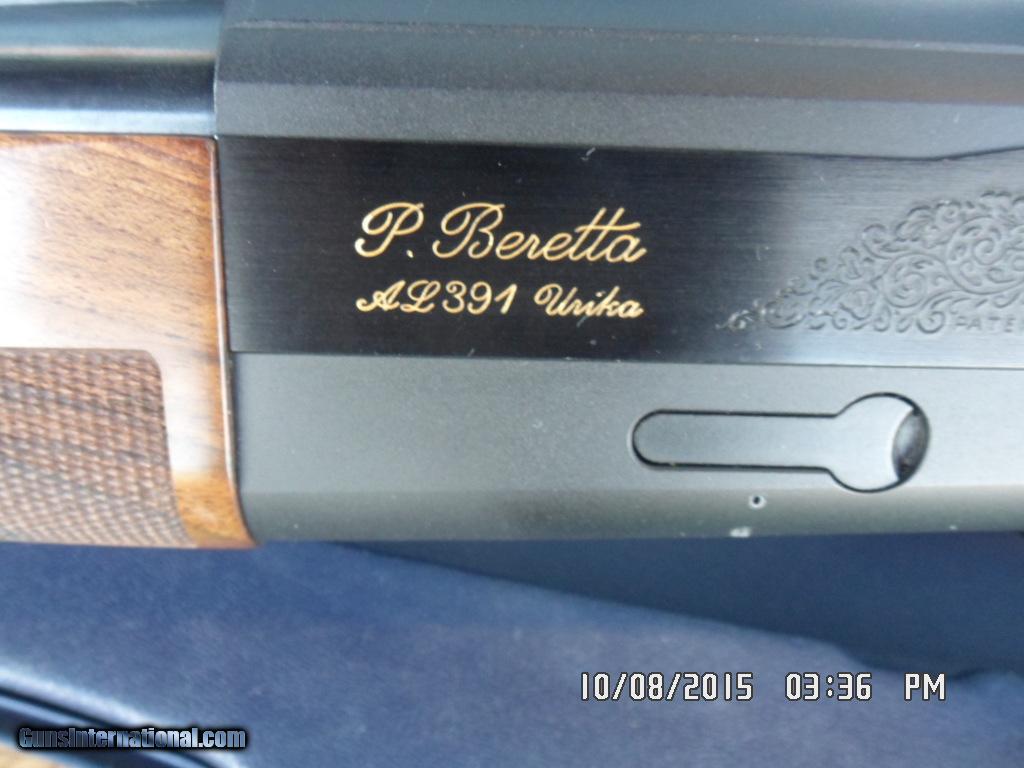 P. Beretta
AL391 Urika
10/08/2015 03:36 PM
GunsInternational.com